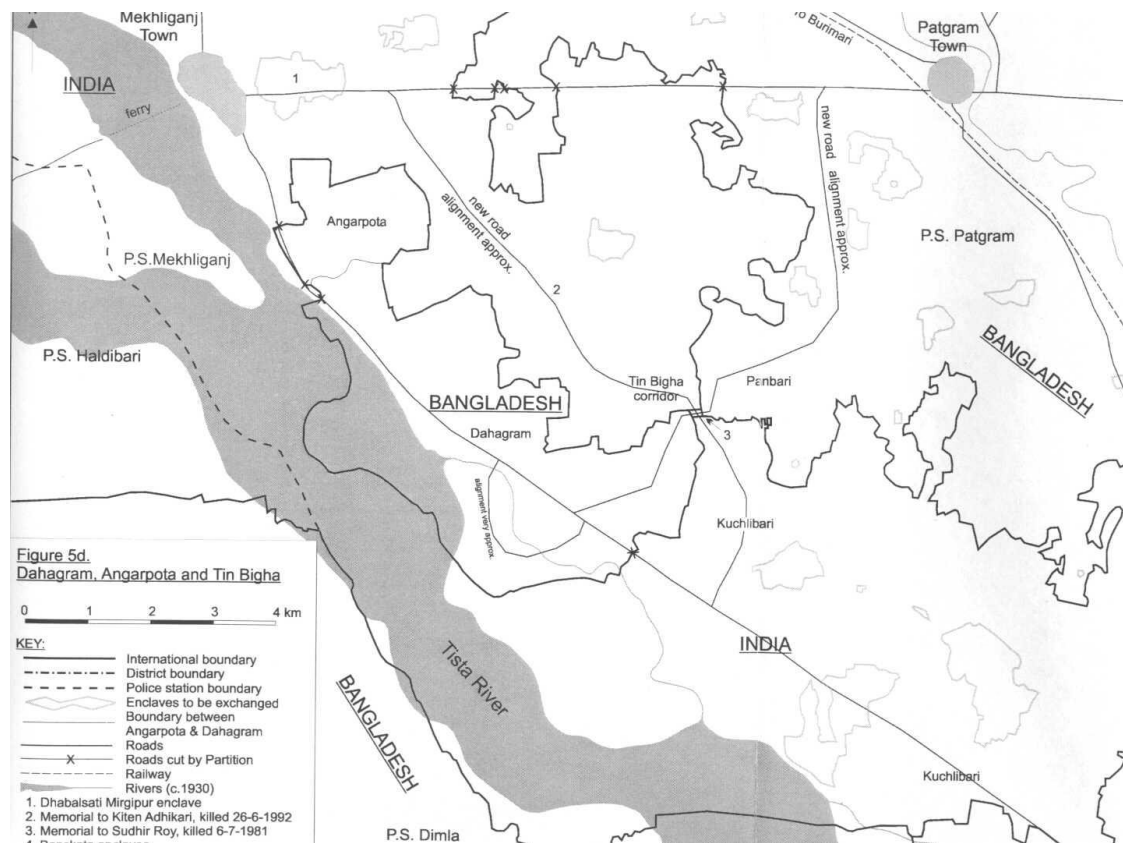 Mekhliganj
Town
INDIA
ferry
1
To Burimari
Patgram
Town
new road
alignment approx.
new road alignment approx.
Angarpota
P.S.Mekhliganj
P.S. Patgram
2
P.S. Haldibari
BANGLADESH
Tin Bigha
corridor
Panbari
BANGLADESH
Dahagram
3
alignment very approx.
Kuchlibari
INDIA
Tista River
BANGLADESH
Kuchlibari
P.S. Dimla
Figure 5d.
Dahagram, Angarpota and Tin Bigha
0 1 2 3 4 km
KEY:
International boundary
District boundary
Police station boundary
Enclaves to be exchanged
Boundary between
Angarpota & Dahagram
Roads
X Roads cut by Partition
Railway
Rivers (c.1930)
1. Dhabalsati Mirgipur enclave
2. Memorial to Kiten Adhikari, killed 26-6-1992
3. Memorial to Sudhir Roy, killed 6-7-1981